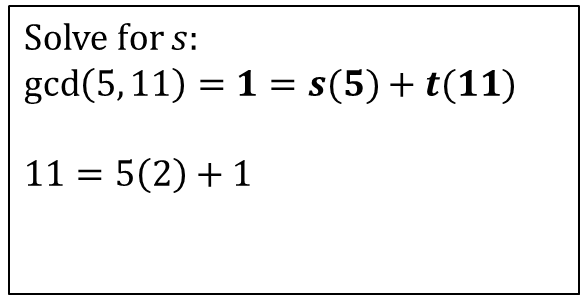 Solve for s:
gcd(5, 11) = 1 = s(5) + t(11)
11 = 5(2) + 1